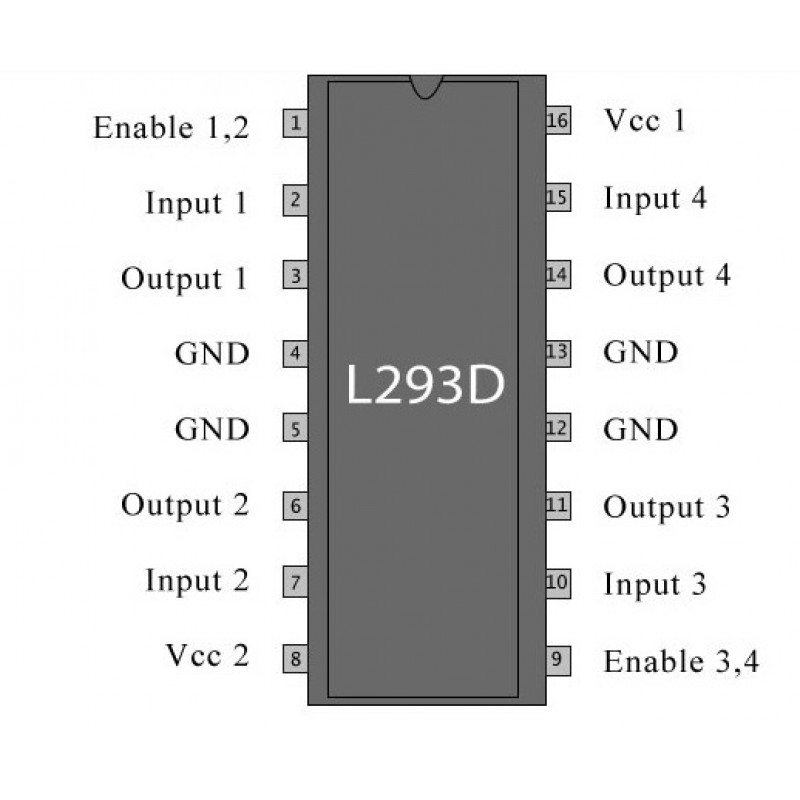 Enable 1,2 1 16 Vcc 1
Input 1 2 15 Input 4
Output 1 3 14 Output 4
GND 4 13 GND
L293D
GND 5 12 GND
Output 2 6 11 Output 3
Input 2 7 10 Input 3
Vcc 2 8 9 Enable 3,4